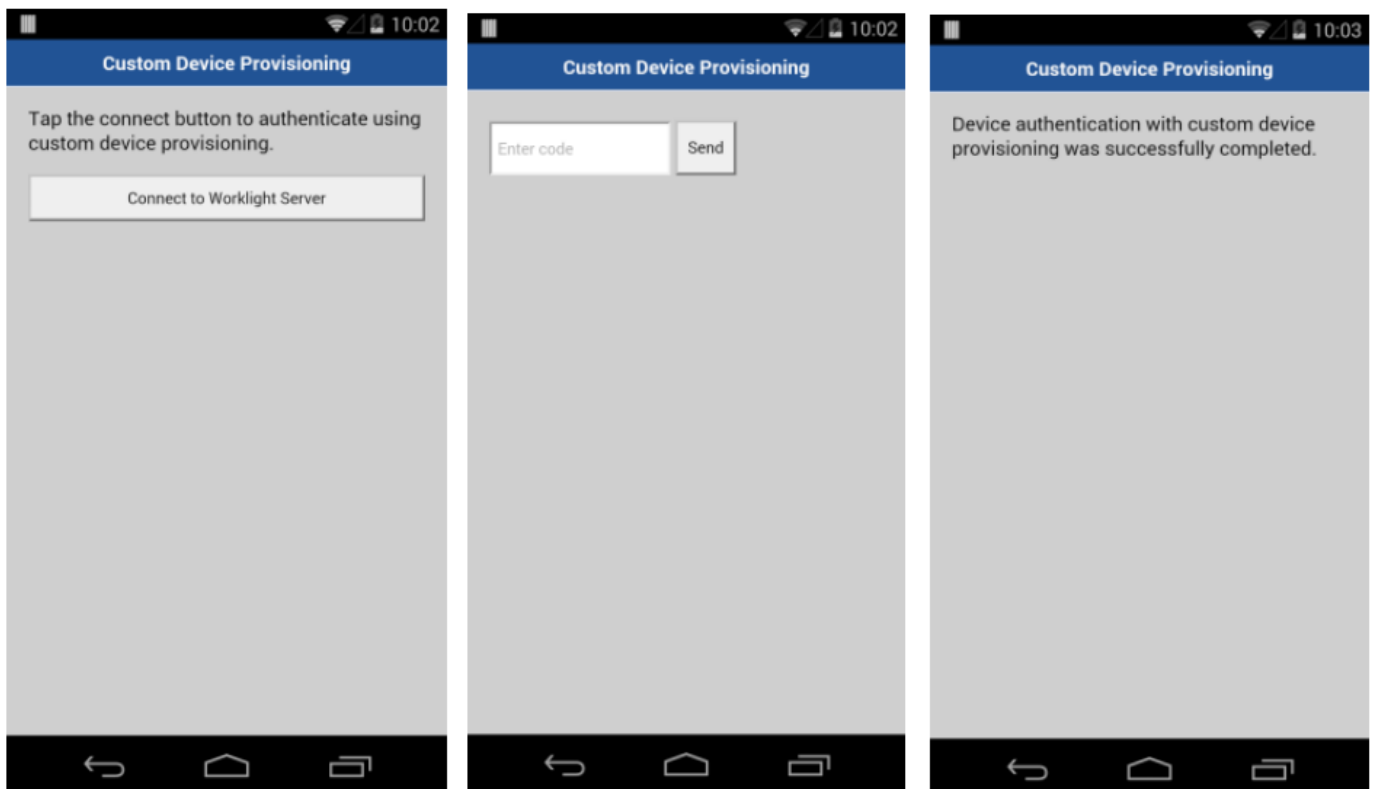 10:02
Custom Device Provisioning
Tap the connect button to authenticate using
custom device provisioning.
Connect to Worklight Server
10:02
Custom Device Provisioning
Enter code
Send
10:03
Custom Device Provisioning
Device authentication with custom device
provisioning was successfully completed.